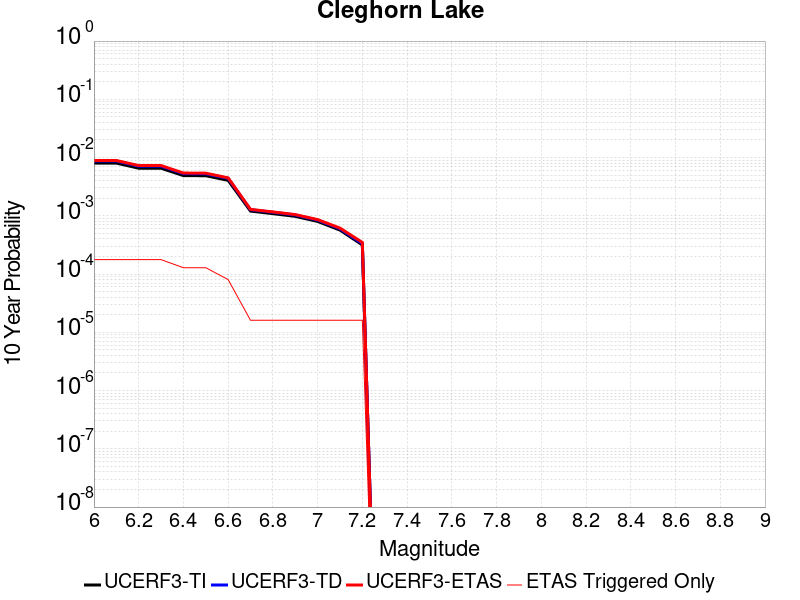 Cleghorn Lake
10 0
10 -1
10 -2
10 -3
10 -4
10 -5
10 -6
10 -7
10 -8
10 Year Probability
6 6.2 6.4 6.6 6.8 7 7.2 7.4 7.6 7.8 8 8.2 8.4 8.6 8.8 9
Magnitude
UCERF3-TI UCERF3-TD UCERF3-ETAS ETAS Triggered Only